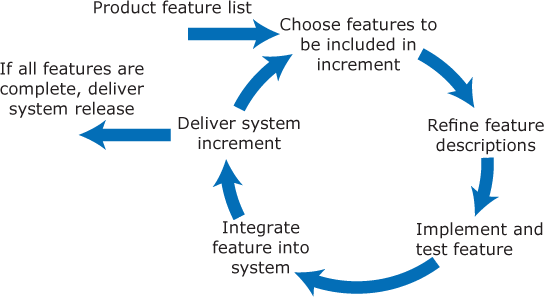 Product feature list
Choose features to
be included in
increment
If all features are
complete, deliver
system release
Deliver system
increment
Refine feature
descriptions
Implement and
test feature
Integrate
feature into
system